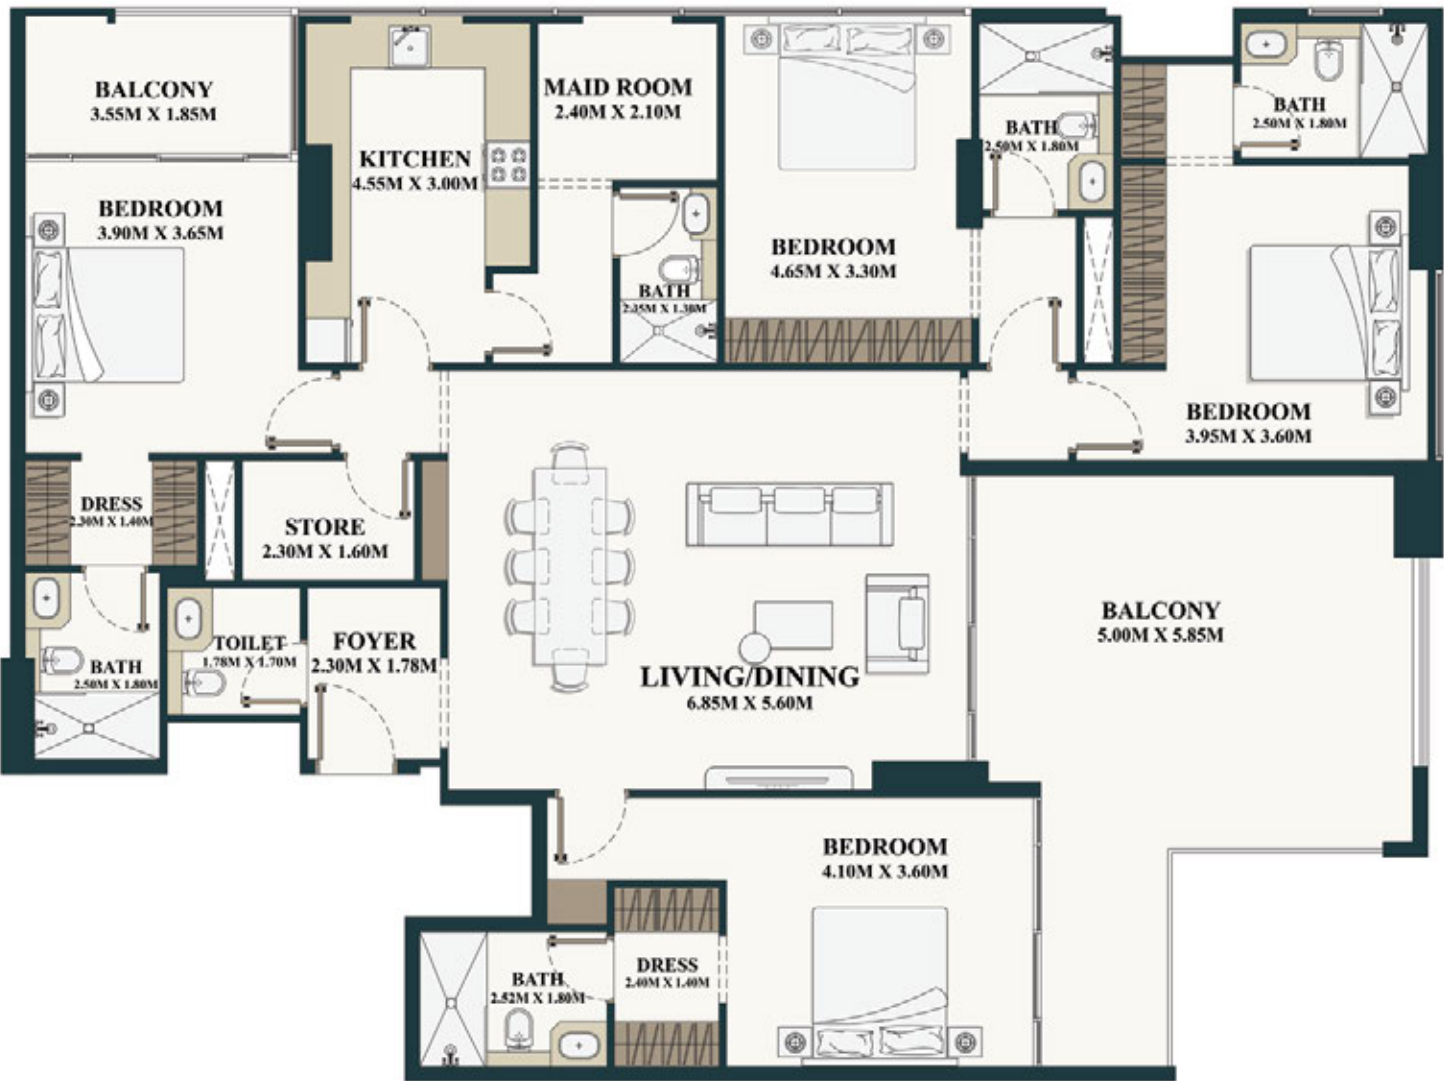 BALCONY
3.55M X 1.85M
KITCHEN
4.55M X 3.00M
MAID ROOM
2.40M X 2.10M
BATH
2.50M X 1.80M
BATH
2.50M X 1.80M
BEDROOM
3.90M X 3.65M
BEDROOM
4.65M X 3.30M
BATH
2.35M X 1.30M
BEDROOM
3.95M X 3.60M
DRESS
2.30M X 1.40M
STORE
2.30M X 1.60M
BALCONY
5.00M X 5.85M
TOILET
1.78M X 1.70M
FOYER
2.30M X 1.78M
BATH
2.50M X 1.80M
LIVING/DINING
6.85M X 5.60M
BEDROOM
4.10M X 3.60M
BATH
2.52M X 1.80M
DRESS
2.40M X 1.40M